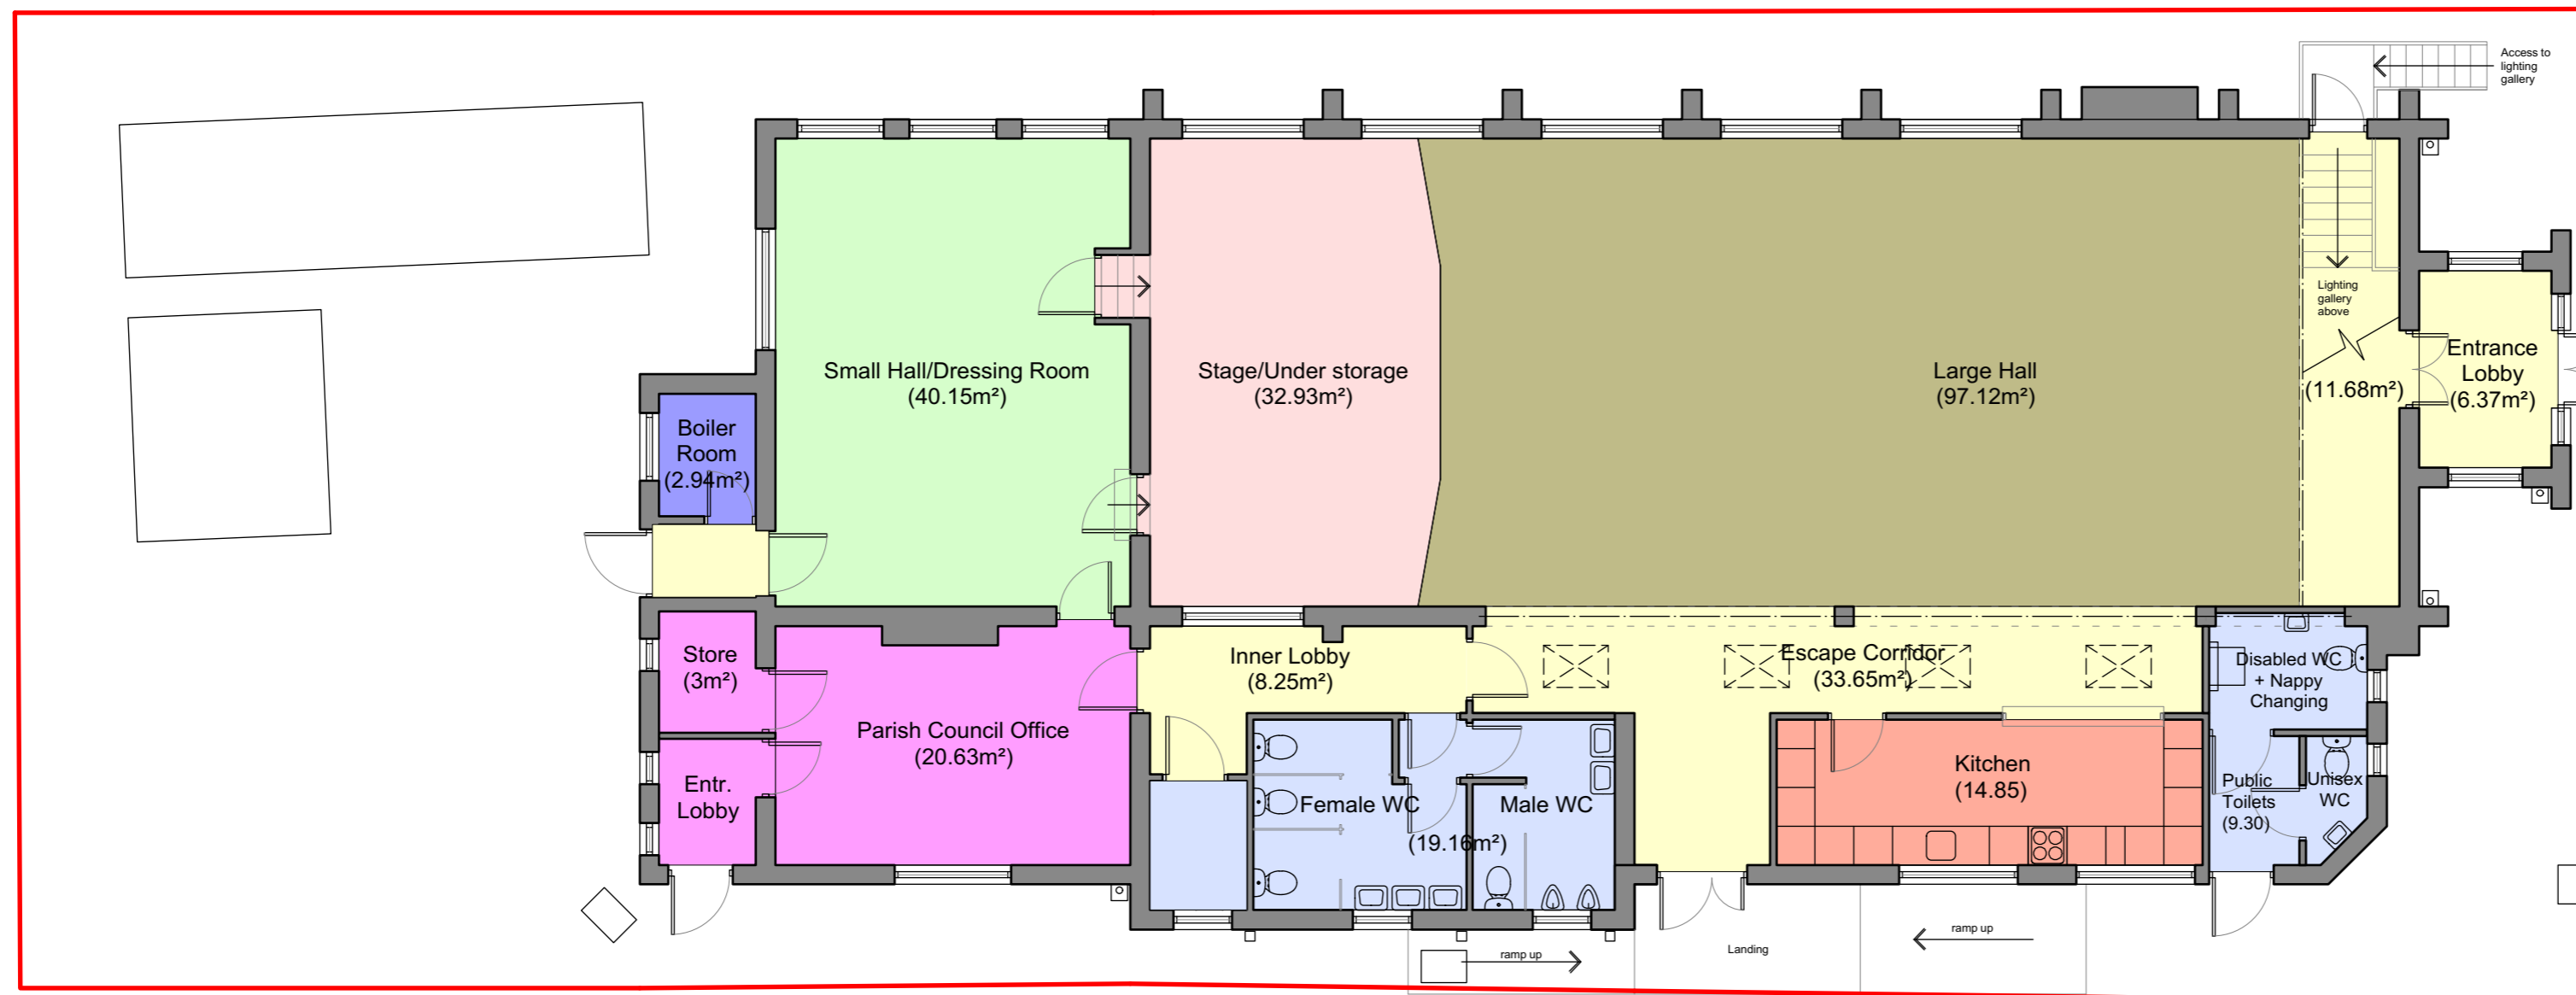 Access to
lighting
gallery
Lighting
gallery
above
Small Hall/Dressing Room
(40.15m²)
Stage/Under storage
(32.93m²)
Large Hall
(97.12m²)
(11.68m²)
Entrance
Lobby
(6.37m²)
Boiler
Room
(2.94m²)
Store
(3m²)
Inner Lobby
(8.25m²)
Escape Corridor
(33.65m²)
Disabled WC
+ Nappy
Changing
Parish Council Office
(20.63m²)
Entr.
Lobby
Female WC
Male WC
(19.16m²)
Kitchen
(14.85)
Public
Toilets
(9.30)
Unisex
WC
ramp up
Landing
ramp up